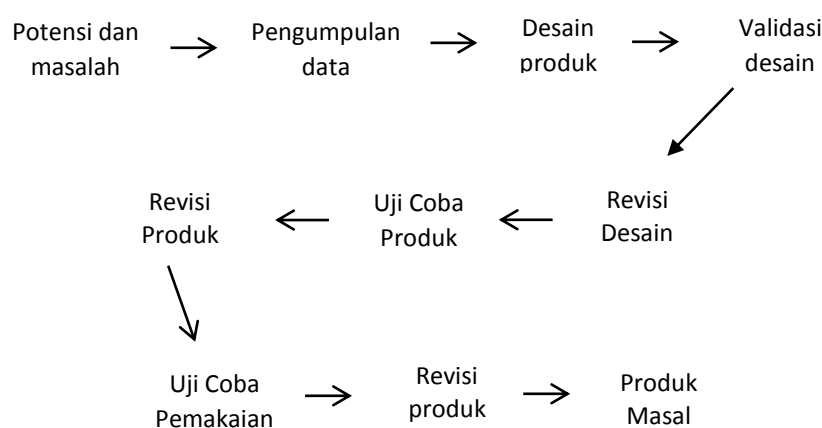 Potensi dan
masalah
Pengumpulan
data
Desain
produk
Validasi
desain
Revisi
Desain
Uji Coba
Produk
Revisi
Produk
Uji Coba
Pemakaian
Revisi
produk
Produk
Masal